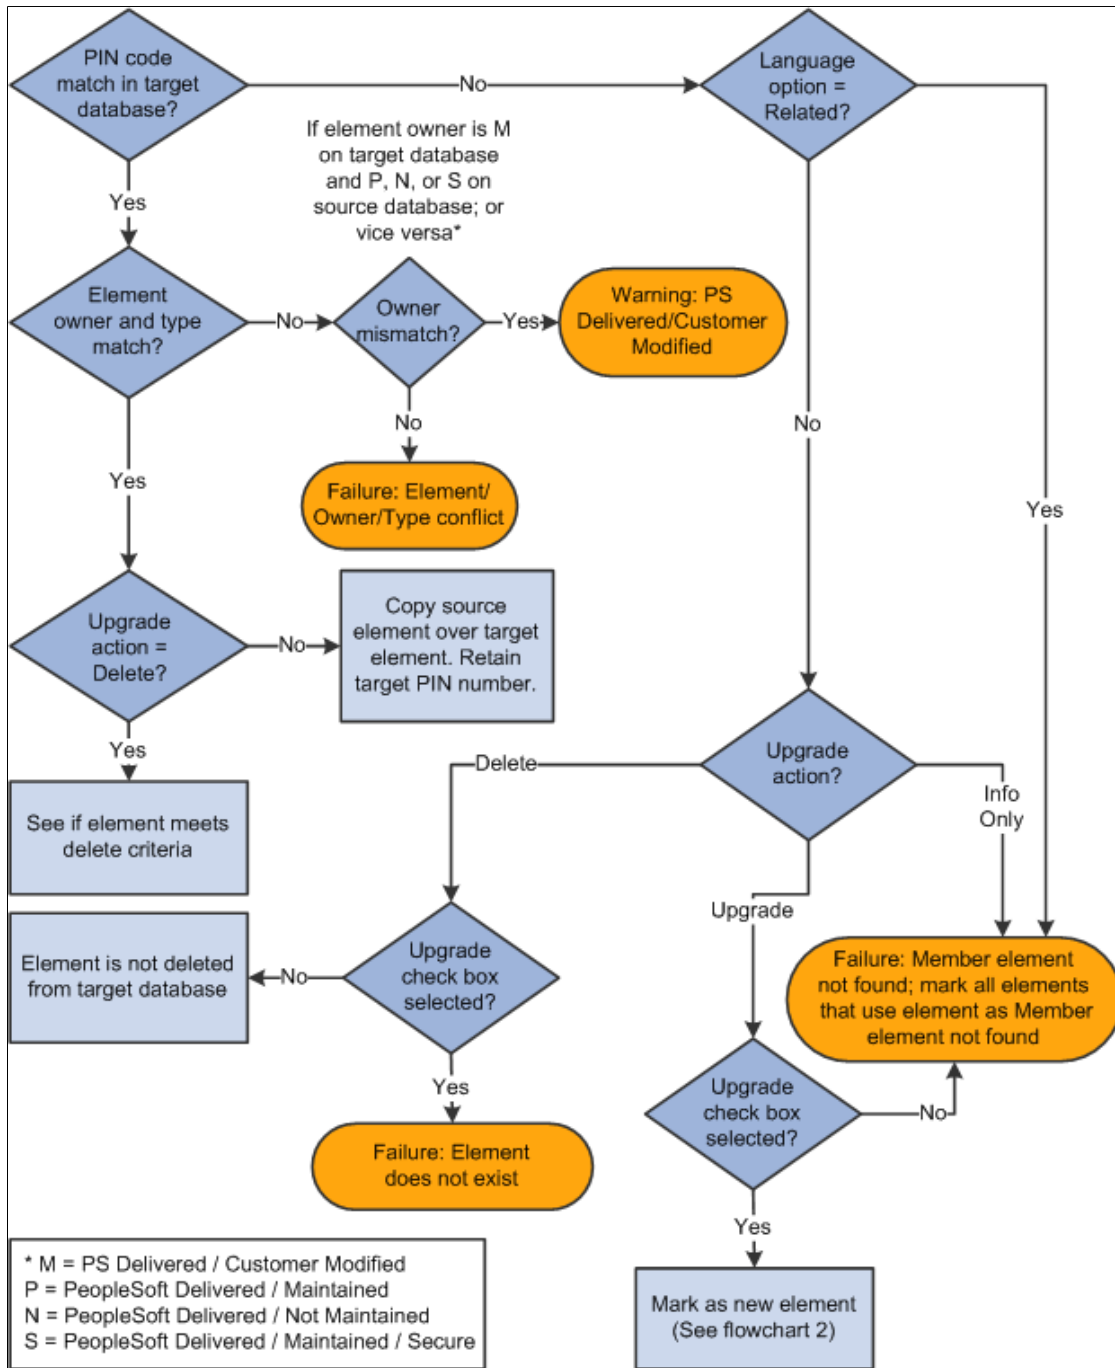 PIN code
match in target
database?
No
Language
option =
Related?
If element owner is M
on target database
and P, N, or S on
source database; or
vice versa*
Yes
Element
owner and type
match?
No
Owner
mismatch?
Yes
Warning: PS
Delivered/Customer
Modified
No
No
Yes
Failure: Element/
Owner/Type conflict
Yes
Upgrade
action =
Delete?
No
Copy source
element over target
element. Retain
target PIN number.
Yes
See if element meets
delete criteria
Delete
Upgrade
action?
Info
Only
Upgrade
Element is not deleted
from target database
No
Upgrade
check box
selected?
Failure: Member element
not found; mark all elements
that use element as Member
element not found
Yes
Upgrade
check box
selected?
No
Failure: Element
does not exist
Yes
Mark as new element
(See flowchart 2)
* M = PS Delivered / Customer Modified
P = PeopleSoft Delivered / Maintained
N = PeopleSoft Delivered / Not Maintained
S = PeopleSoft Delivered / Maintained / Secure